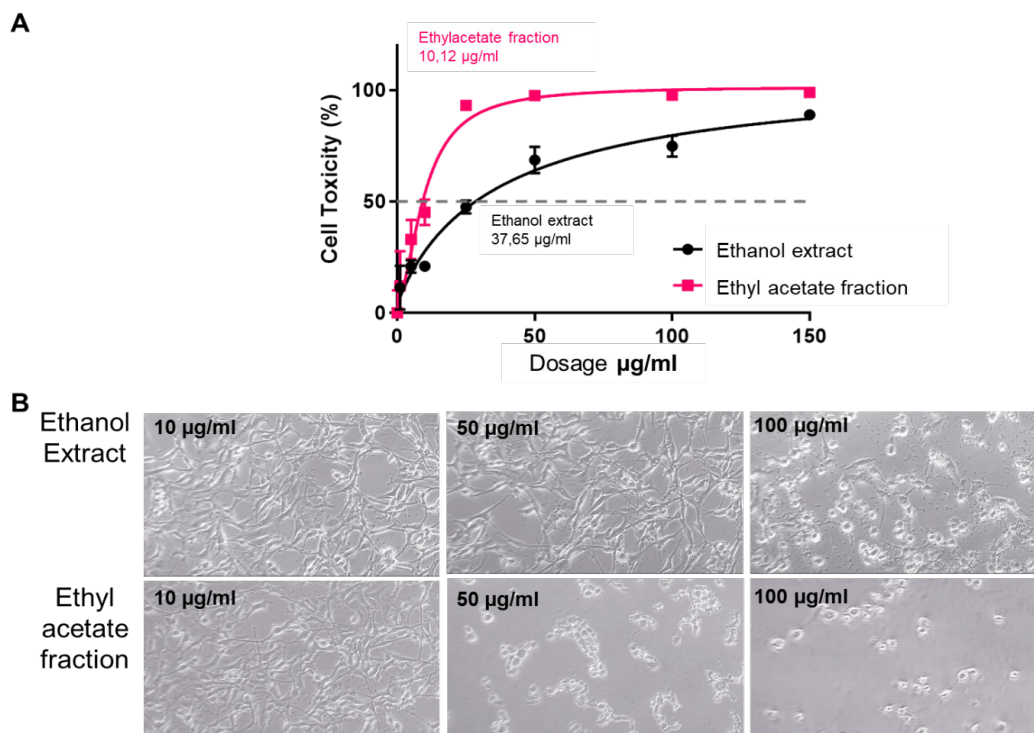 A
Ethylacetate fraction
10,12 µg/ml
Cell Toxicity (%)
100
50
0
Ethanol extract
37,65 µg/ml
Ethanol extract
Ethyl acetate fraction
0
50
100
150
Dosage µg/ml
B
Ethanol
Extract
10 µg/ml
50 µg/ml
100 µg/ml
Ethyl
acetate
fraction
10 µg/ml
50 µg/ml
100 µg/ml